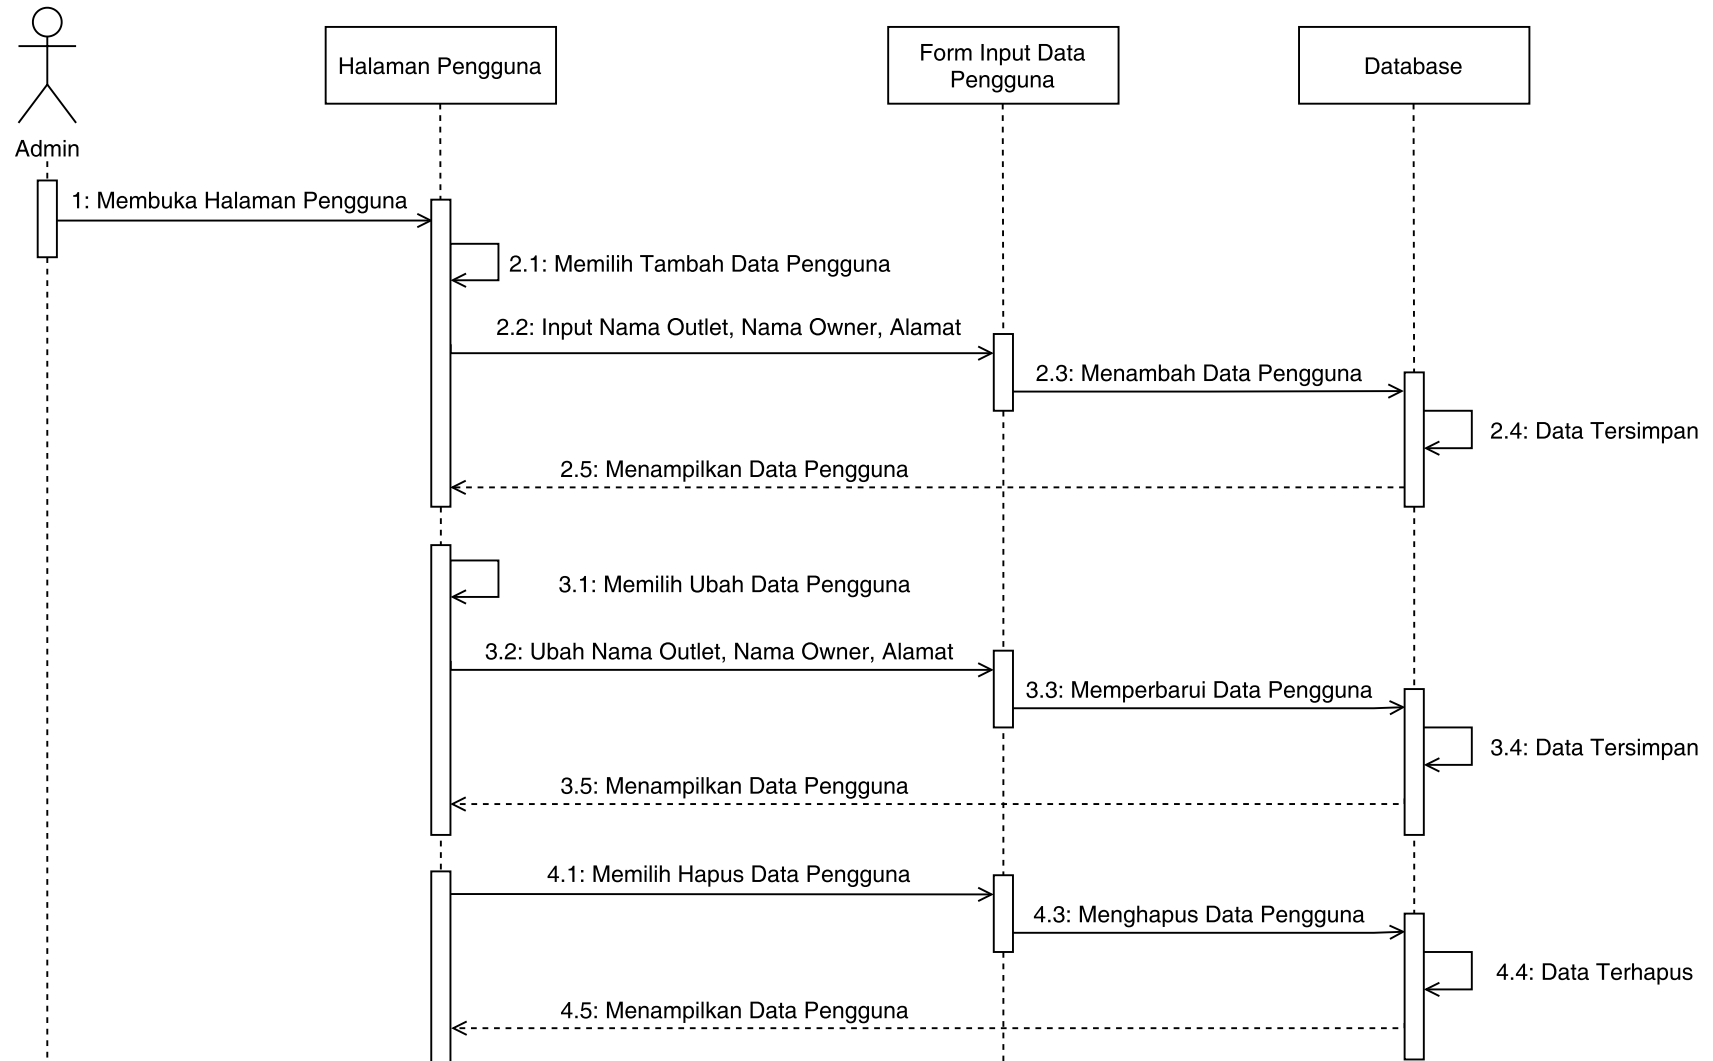 Admin
Halaman Pengguna
Form Input Data
Pengguna
Database
1: Membuka Halaman Pengguna
2.1: Memilih Tambah Data Pengguna
2.2: Input Nama Outlet, Nama Owner, Alamat
2.3: Menambah Data Pengguna
2.4: Data Tersimpan
2.5: Menampilkan Data Pengguna
3.1: Memilih Ubah Data Pengguna
3.2: Ubah Nama Outlet, Nama Owner, Alamat
3.3: Memperbarui Data Pengguna
3.4: Data Tersimpan
3.5: Menampilkan Data Pengguna
4.1: Memilih Hapus Data Pengguna
4.3: Menghapus Data Pengguna
4.4: Data Terhapus
4.5: Menampilkan Data Pengguna